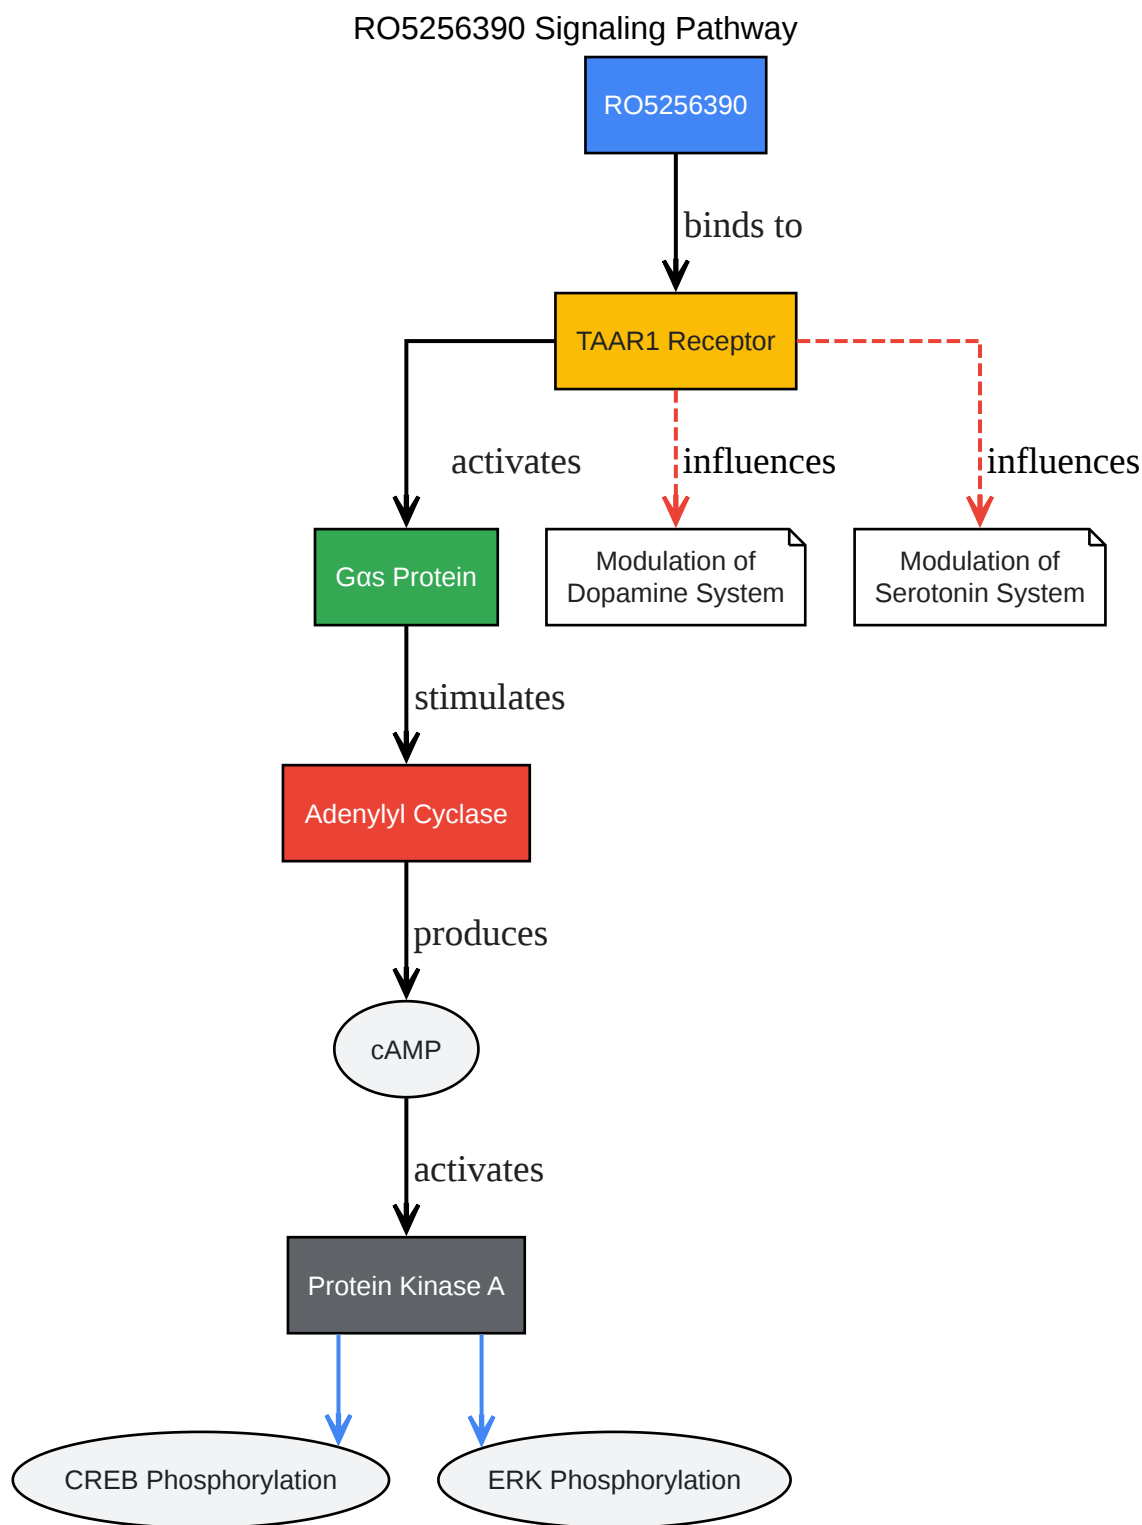 RO5256390 Signaling Pathway
RO5256390
binds to
TAAR1 Receptor
activates
influences
influences
Gαs Protein
Modulation of
Dopamine System
Modulation of
Serotonin System
stimulates
Adenylyl Cyclase
produces
cAMP
activates
Protein Kinase A
CREB Phosphorylation
ERK Phosphorylation